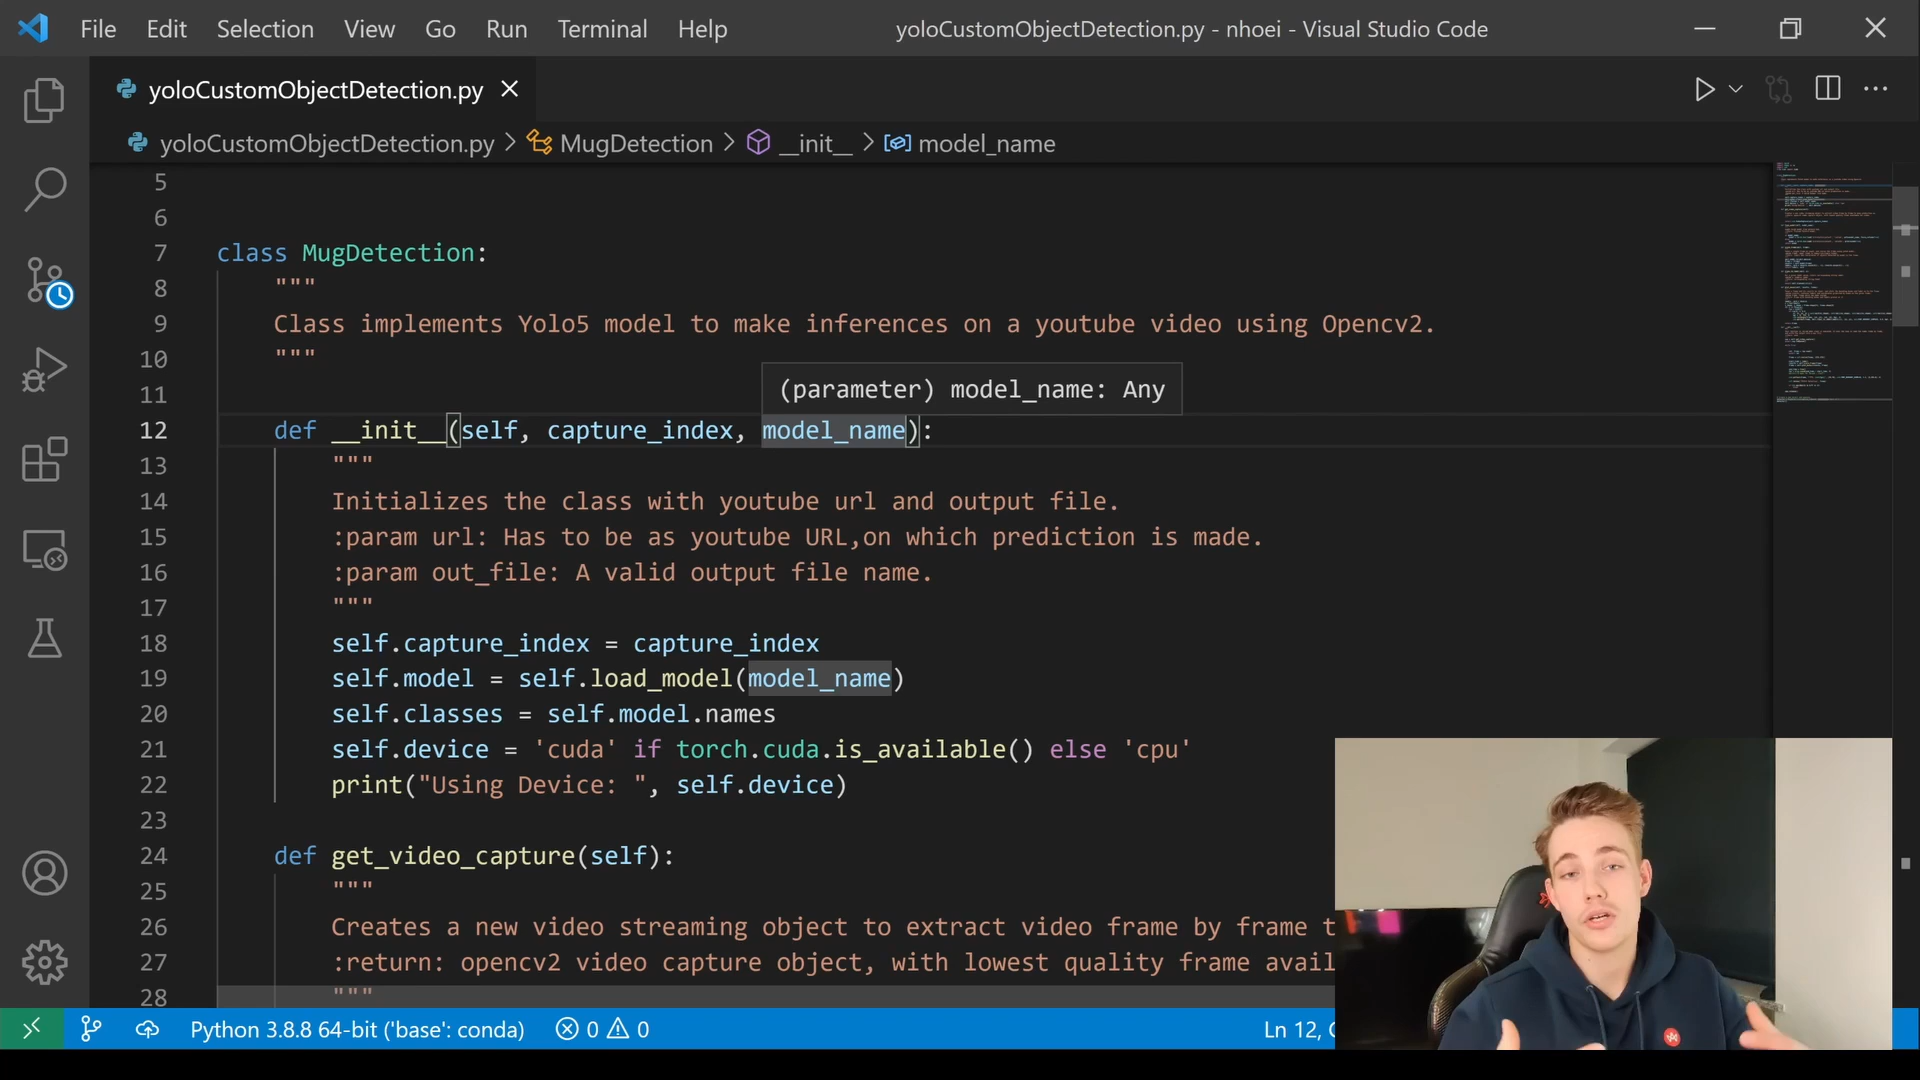 File Edit Selection View Go Run Terminal Help yoloCustomObjectDetection.py - nhoei - Visual Studio Code
yoloCustomObjectDetection.py
yoloCustomObjectDetection.py > MugDetection > __init__ > model_name
5
6
7 class MugDetection:
8 """
9 Class implements Yolo5 model to make inferences on a youtube video using Opencv2.
10 """
(parameter) model_name: Any
11
12 def __init__(self, capture_index, model_name):
13 """
14 Initializes the class with youtube url and output file.
15 :param url: Has to be as youtube URL,on which prediction is made.
16 :param out_file: A valid output file name.
17 """
18 self.capture_index = capture_index
19 self.model = self.load_model(model_name)
20 self.classes = self.model.names
21 self.device = 'cuda' if torch.cuda.is_available() else 'cpu'
22 print("Using Device: ", self.device)
23
24 def get_video_capture(self):
25 """
26 Creates a new video streaming object to extract video frame by frame t
27 :return: opencv2 video capture object, with lowest quality frame avail
28 """
Python 3.8.8 64-bit ('base': conda) 0 0 Ln 12,